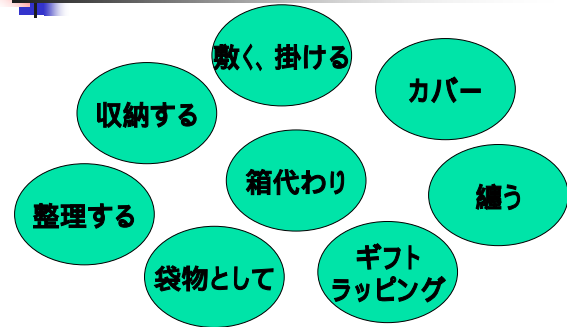 敷く、掛ける
カバー
収納する
箱代わり
纏う
整理する
袋物として
ギフト
ラッピング